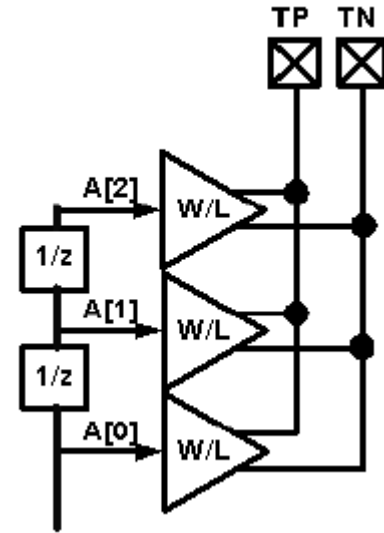 TP TN
A[2]
W/L
1/z
A[1]
W/L
1/z
A[0]
W/L